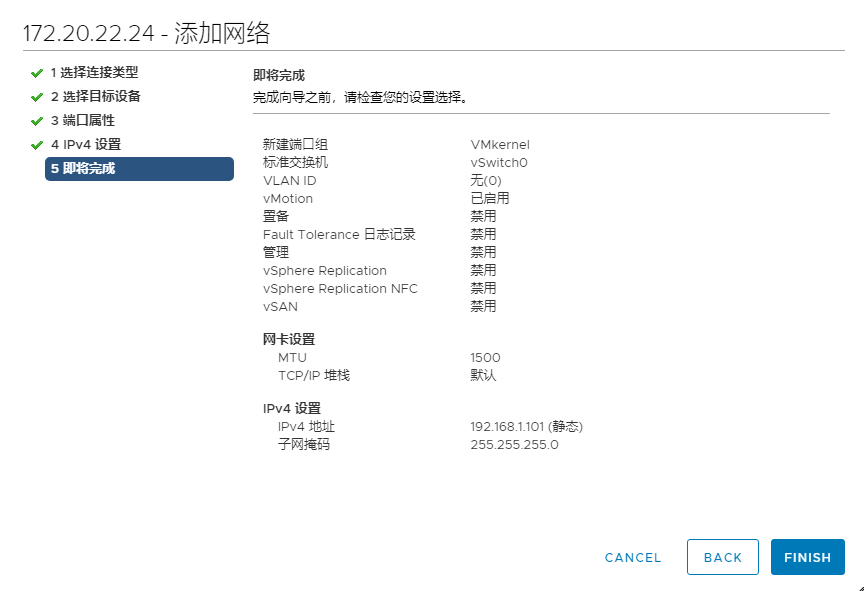 172.20.22.24 - 添加网络
1 选择连接类型
2 选择目标设备
3 端口属性
4 IPv4 设置
5 即将完成
即将完成
完成向导之前，请检查您的设置选择。
新建端口组 VMkernel
标准交换机 vSwitch0
VLAN ID 无(0)
vMotion 已启用
置备 禁用
Fault Tolerance 日志记录 禁用
管理 禁用
vSphere Replication 禁用
vSphere Replication NFC 禁用
vSAN 禁用
网卡设置
MTU 1500
TCP/IP 堆栈 默认
IPv4 设置
IPv4 地址 192.168.1.101 (静态)
子网掩码 255.255.255.0
CANCEL BACK FINISH